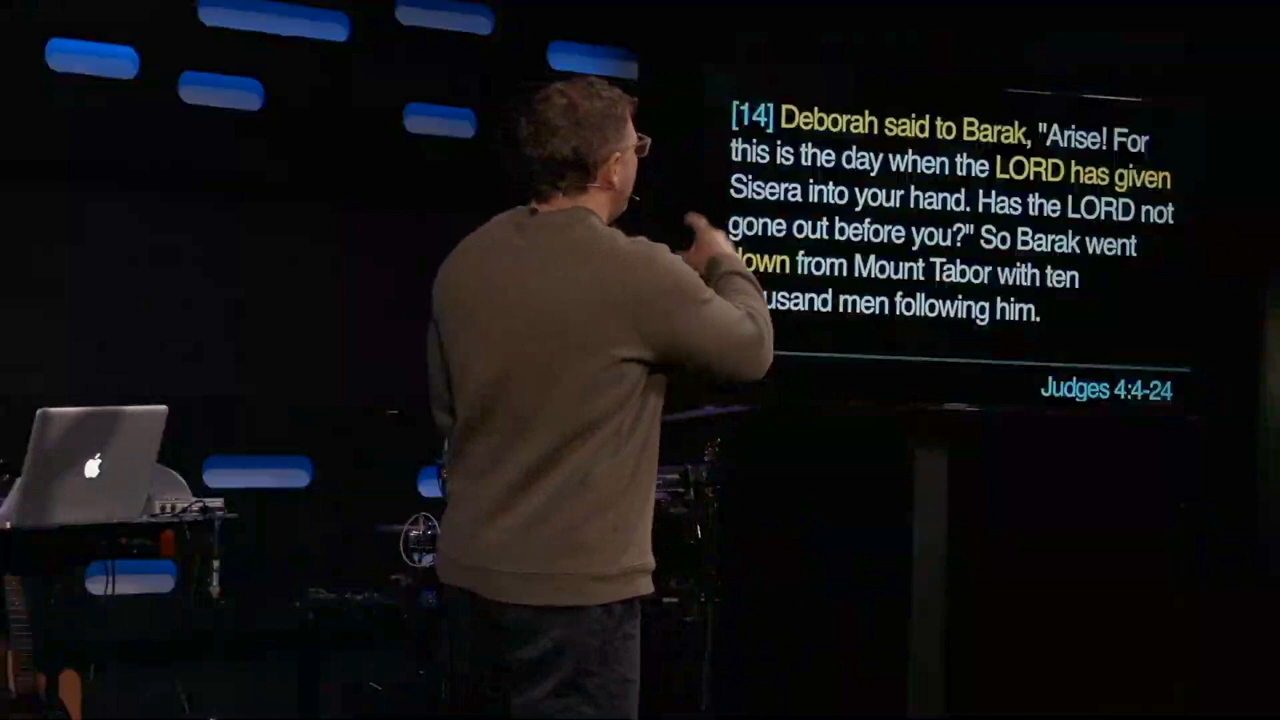 [14] Deborah said to Barak, "Arise! For
this is the day when the LORD has given
Sisera into your hand. Has the LORD not
gone out before you?" So Barak went
down from Mount Tabor with ten
men following him.
Judges 4:4-24